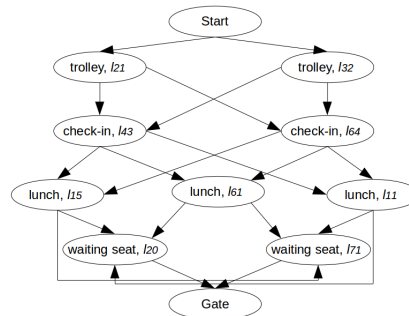 Start
trolley, l21
trolley, l32
check-in, l43
check-in, l64
lunch, l15
lunch, l61
lunch, l11
waiting seat, l20
waiting seat, l71
Gate